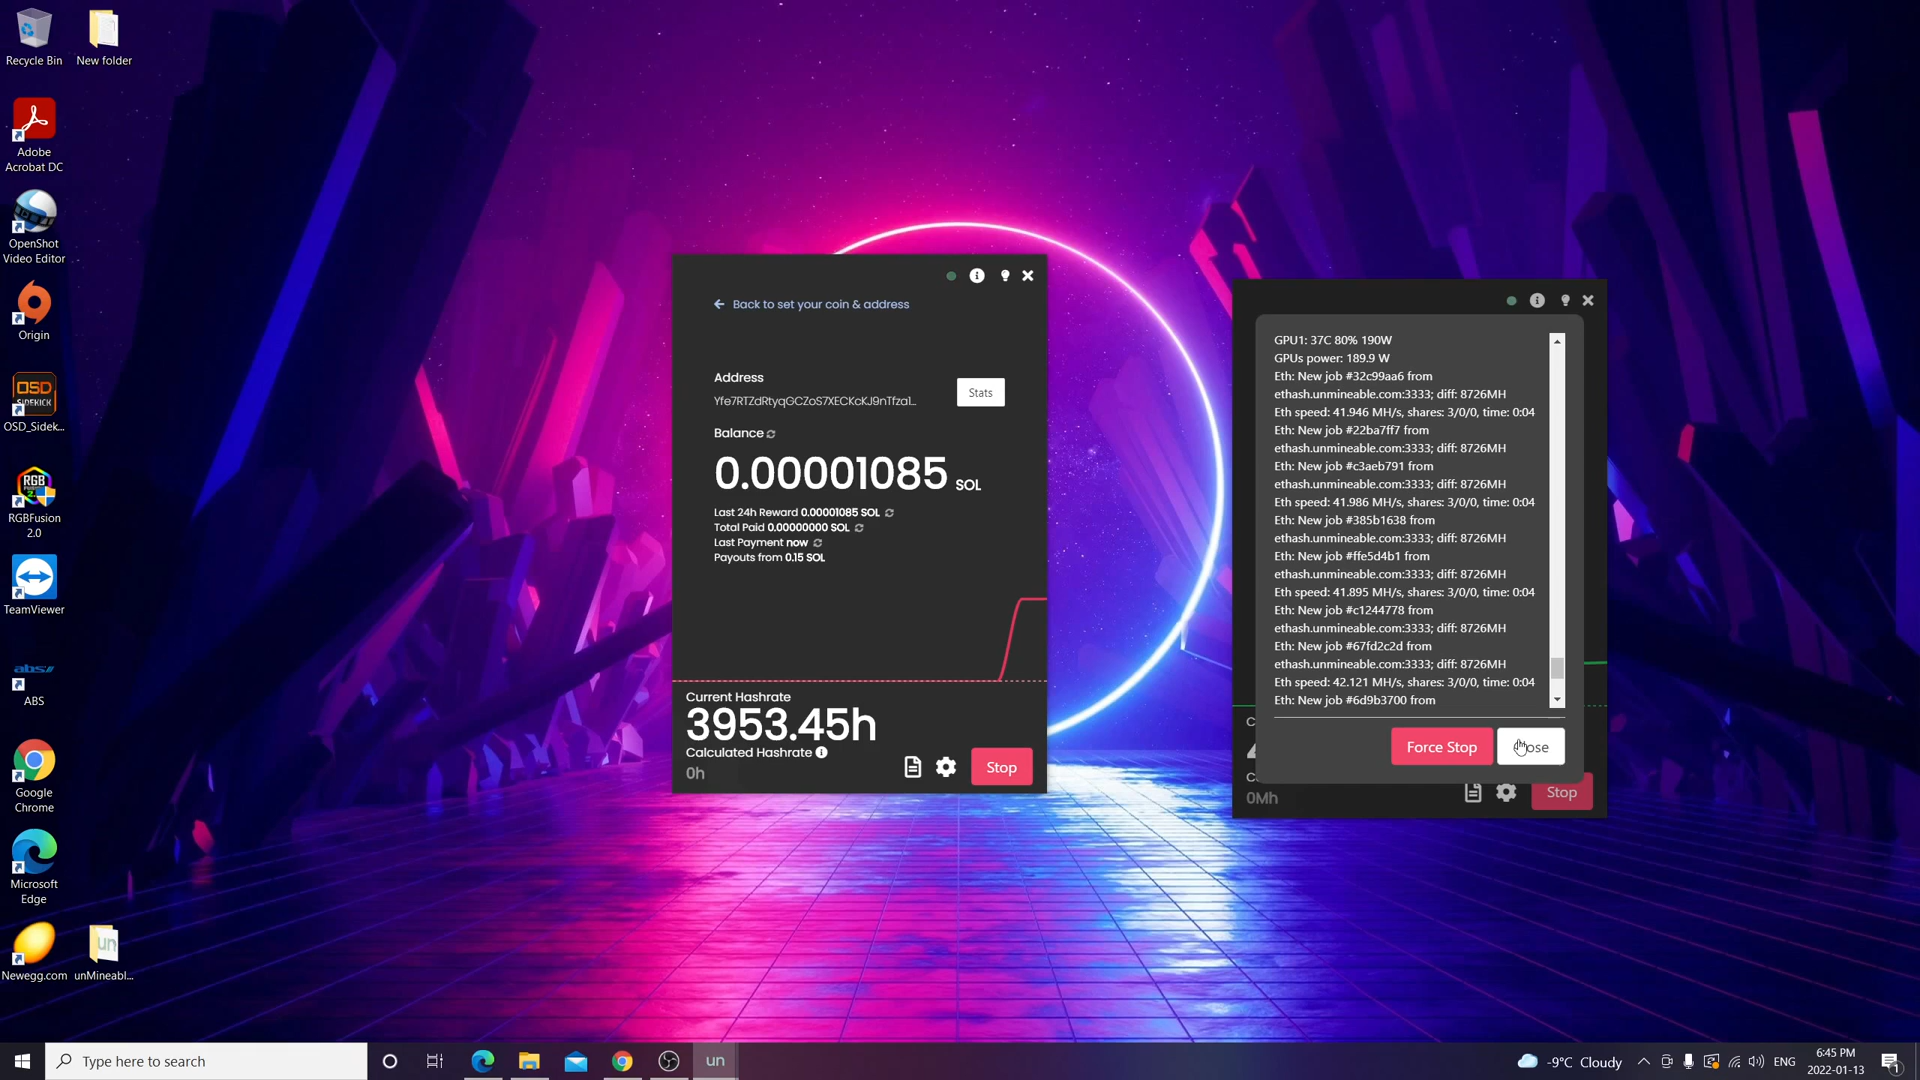 Recycle Bin
New folder
Adobe
Acrobat DC
OpenShot
Video Editor
Origin
OSD
SIDEKICK
OSD_Sidek...
RGB
RGBFusion
2.0
TeamViewer
abs
ABS
Google
Chrome
Microsoft
Edge
Newegg.com
un
unMineabl...
Back to set your coin & address
Address
Yfe7RTZdRtyqGCZoS7XECKcKJ9nTfza1...
Stats
Balance
0.00001085 SOL
Last 24h Reward 0.00001085 SOL
Total Paid 0.00000000 SOL
Last Payment now
Payouts from 0.15 SOL
Current Hashrate
3953.45h
Calculated Hashrate
0h
Stop
GPU1: 37C 80% 190W
GPUs power: 189.9 W
Eth: New job #32c99aa6 from
ethash.unmineable.com:3333; diff: 8726MH
Eth speed: 41.946 MH/s, shares: 3/0/0, time: 0:04
Eth: New job #22ba7ff7 from
ethash.unmineable.com:3333; diff: 8726MH
Eth: New job #c3aeb791 from
ethash.unmineable.com:3333; diff: 8726MH
Eth speed: 41.986 MH/s, shares: 3/0/0, time: 0:04
Eth: New job #385b1638 from
ethash.unmineable.com:3333; diff: 8726MH
Eth: New job #ffe5d4b1 from
ethash.unmineable.com:3333; diff: 8726MH
Eth speed: 41.895 MH/s, shares: 3/0/0, time: 0:04
Eth: New job #c1244778 from
ethash.unmineable.com:3333; diff: 8726MH
Eth: New job #67fd2c2d from
ethash.unmineable.com:3333; diff: 8726MH
Eth speed: 42.121 MH/s, shares: 3/0/0, time: 0:04
Eth: New job #6d9b3700 from
Force Stop
Close
0Mh
Stop
Type here to search
un
-9°C Cloudy
ENG
6:45 PM
2022-01-13
1